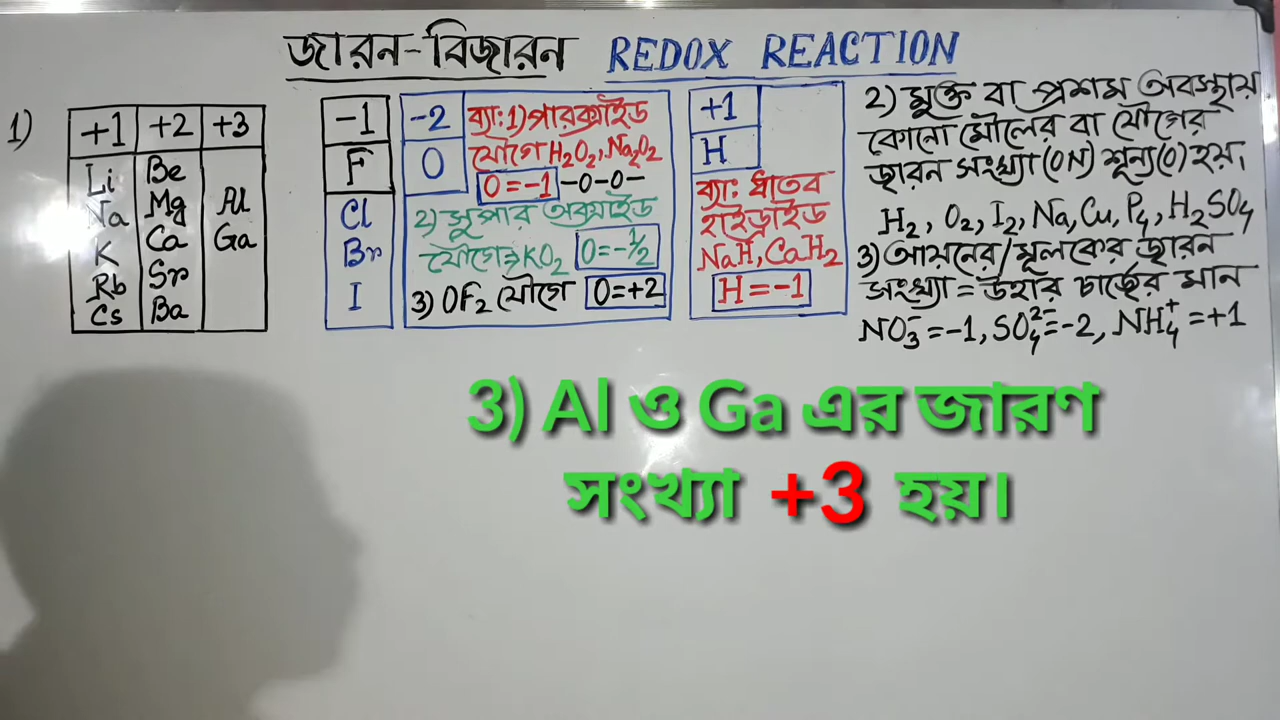 জারন-বিজারন REDOX REACTION
1)
+1 +2 +3
Li Be
Na Mg Al
K Ca Ga
Rb Sr
Cs Ba
-1
F
Cl
Br
I
-2
O
ব্যঃ 1) পারক্সাইড
যৌগে H₂O₂, Na₂O₂
O = -1 -O-O-
2) সুপার অক্সাইড
যৌগে⇒ KO₂ O = -½
3) OF₂ যৌগে O = +2
+1
H
ব্যঃ ধাতব
হাইড্রাইড
NaH, CaH₂
H = -1
2) মুক্ত বা প্রশম অবস্থায়
কোনো মৌলের বা যৌগের
জারন সংখ্যা (ON) শূন্য (0) হয়,
H₂, O₂, I₂, Na, Cu, P₄, H₂SO₄
3) আয়নের/মূলকের জারন
সংখ্যা = উহার চার্জের মান
NO₃⁻ = -1, SO₄²⁻ = -2, NH₄⁺ = +1
3) Al ও Ga এর জারণ
সংখ্যা +3 হয়।